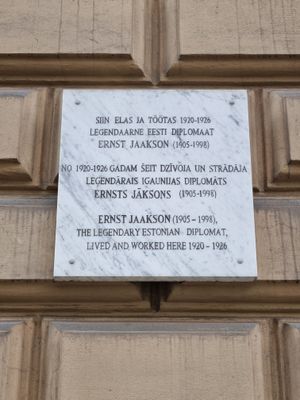 SIIN ELAS JA TÖÖTAS 1920-1926
LEGENDAARNE EESTI DIPLOMAAT
ERNST JAAKSON (1905-1998)
NO 1920-1926 GADAM ŠEIT DZĪVOJA UN STRĀDĀJA
LEĢENDĀRAIS IGAUNIJAS DIPLOMĀTS
ERNSTS JĀKSONS (1905-1998)
ERNST JAAKSON (1905–1998),
THE LEGENDARY ESTONIAN DIPLOMAT,
LIVED AND WORKED HERE 1920–1926